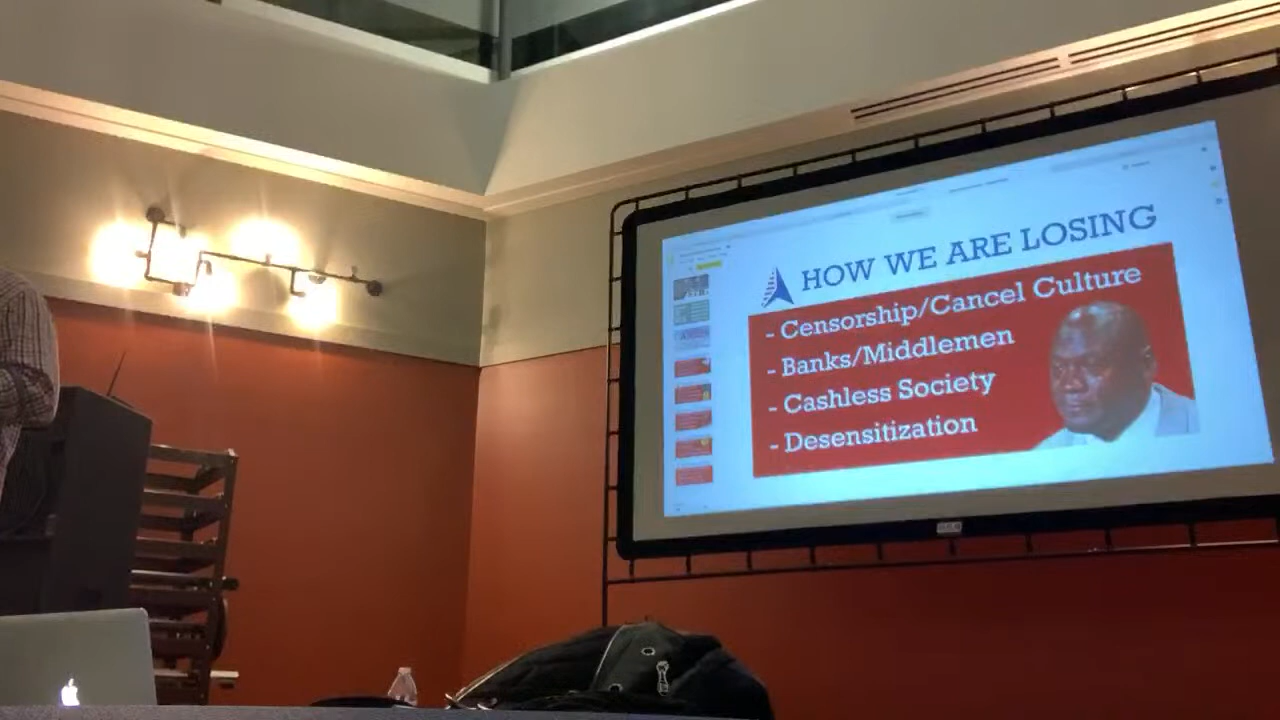 HOW WE ARE LOSING
- Censorship/Cancel Culture
- Banks/Middlemen
- Cashless Society
- Desensitization